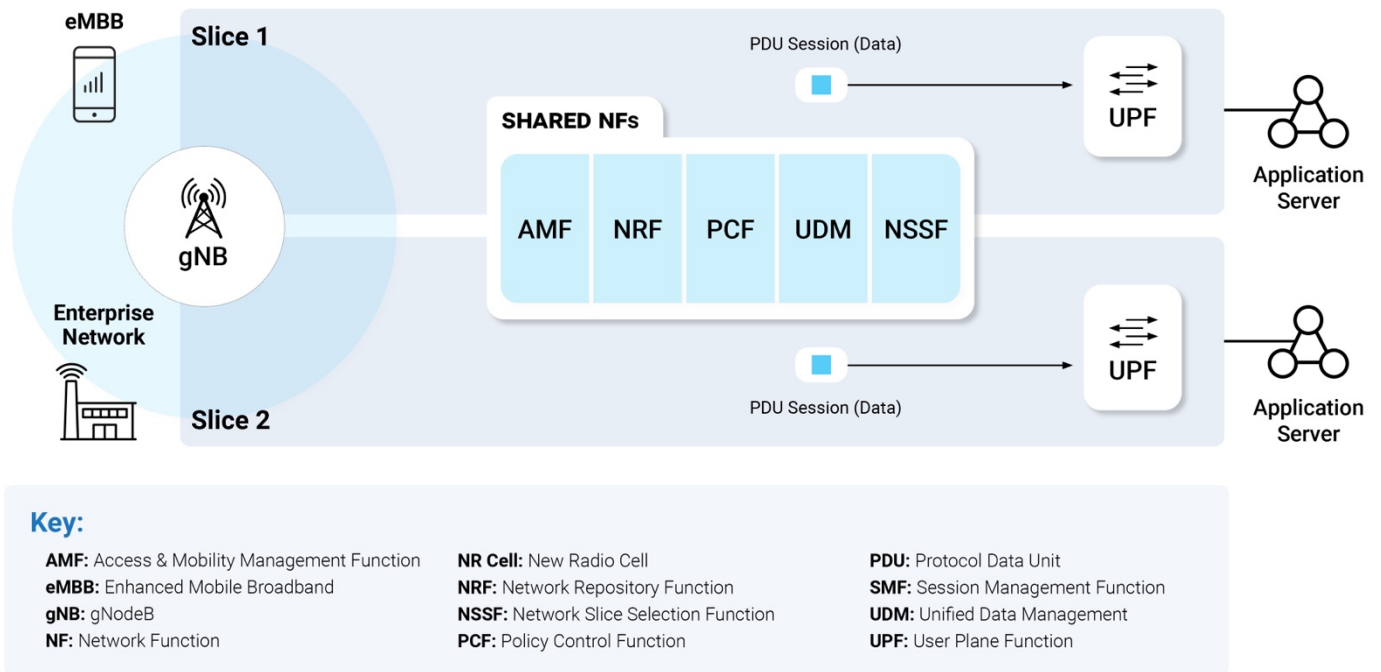 eMBB
Slice 1
PDU Session (Data)
UPF
SHARED NFs
Application
Server
AMF NRF PCF UDM NSSF
gNB
Enterprise
Network
UPF
Slice 2
PDU Session (Data)
Application
Server
Key:
AMF: Access & Mobility Management Function
eMBB: Enhanced Mobile Broadband
gNB: gNodeB
NF: Network Function
NR Cell: New Radio Cell
NRF: Network Repository Function
NSSF: Network Slice Selection Function
PCF: Policy Control Function
PDU: Protocol Data Unit
SMF: Session Management Function
UDM: Unified Data Management
UPF: User Plane Function